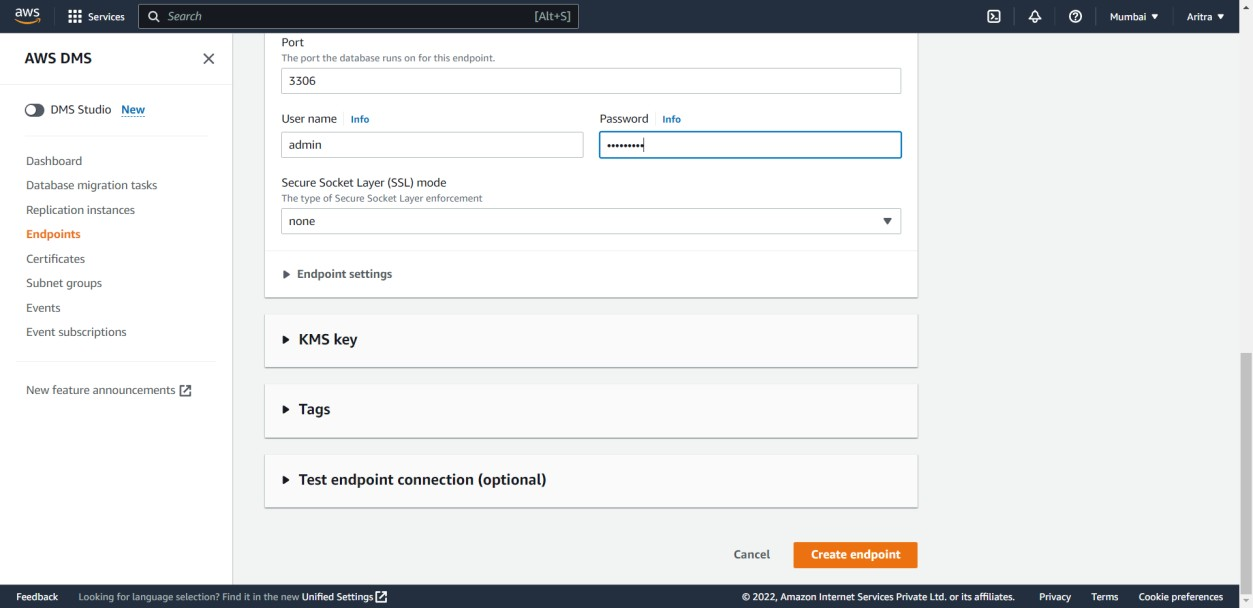 aws
Services
Search
[Alt+S]
Mumbai
Aritra
AWS DMS
DMS Studio
New
Dashboard
Database migration tasks
Replication instances
Endpoints
Certificates
Subnet groups
Events
Event subscriptions
New feature announcements
Port
The port the database runs on for this endpoint.
3306
User name
Info
Password
Info
admin
•••••••••
Secure Socket Layer (SSL) mode
The type of Secure Socket Layer enforcement
none
Endpoint settings
KMS key
Tags
Test endpoint connection (optional)
Cancel
Create endpoint
Feedback
Looking for language selection? Find it in the new Unified Settings
© 2022, Amazon Internet Services Private Ltd. or its affiliates.
Privacy
Terms
Cookie preferences